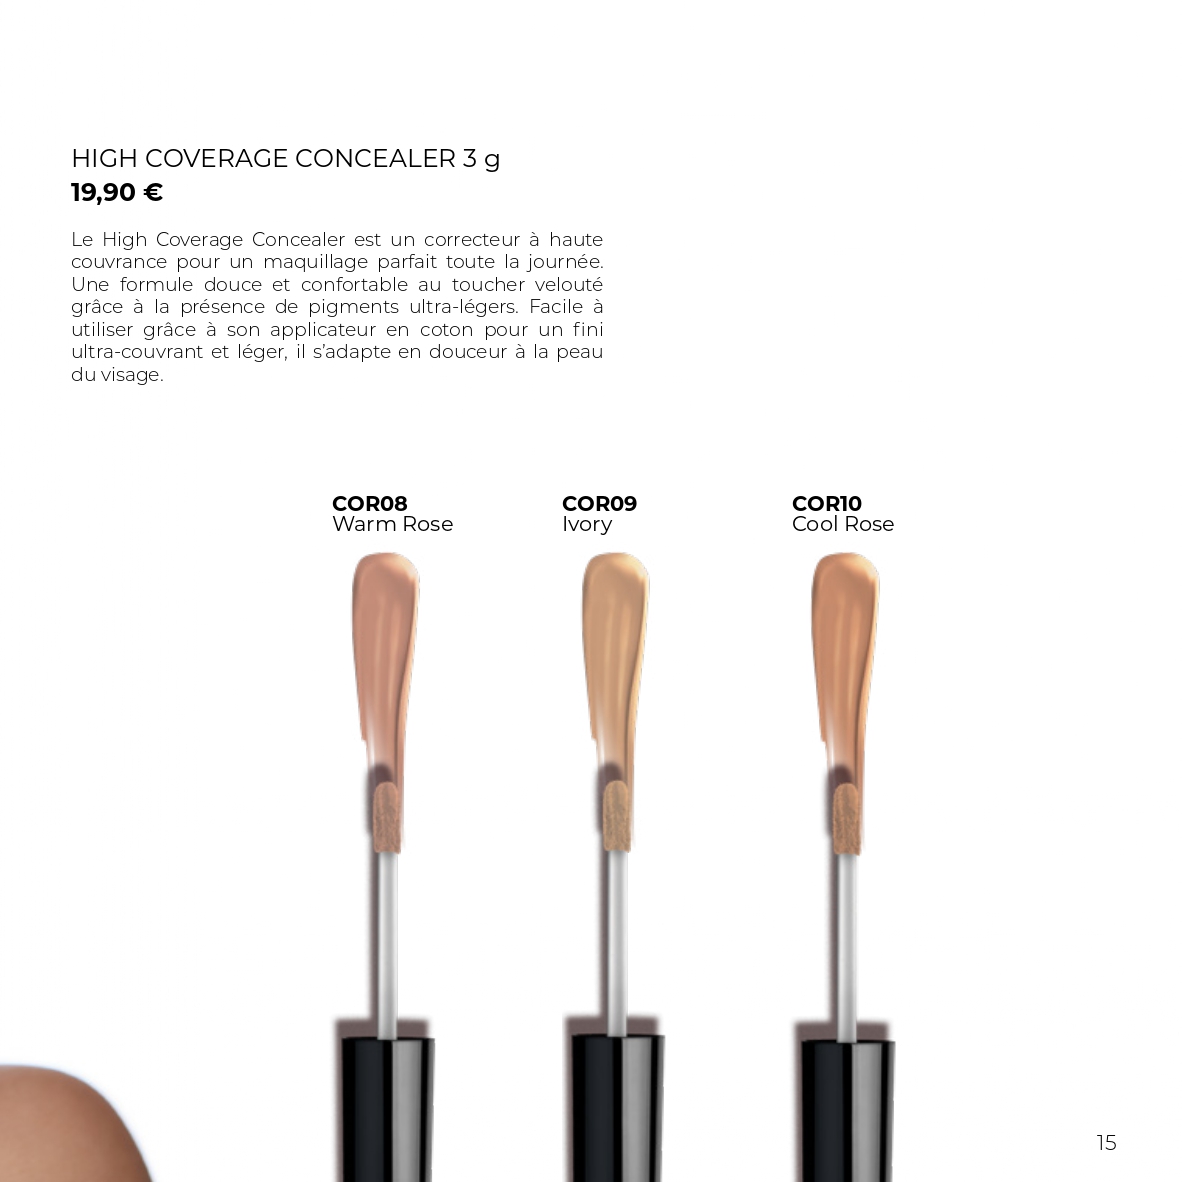 HIGH COVERAGE CONCEALER 3 g
19,90 €
Le High Coverage Concealer est un correcteur à haute
couvrance pour un maquillage parfait toute la journée.
Une formule douce et confortable au toucher velouté
grâce à la présence de pigments ultra-légers. Facile à
utiliser grâce à son applicateur en coton pour un fini
ultra-couvrant et léger, il s’adapte en douceur à la peau
du visage.
COR08
Warm Rose
COR09
Ivory
COR10
Cool Rose
15